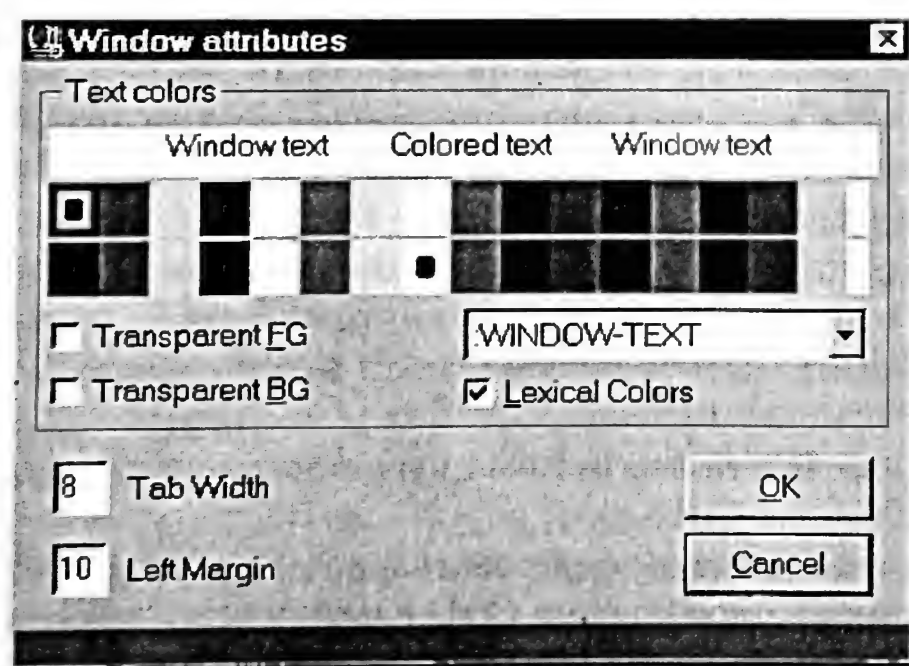 Window attributes
Text colors
Window text Colored text Window text
Transparent FG :WINDOW-TEXT
Transparent BG Lexical Colors
8 Tab Width OK
10 Left Margin Cancel